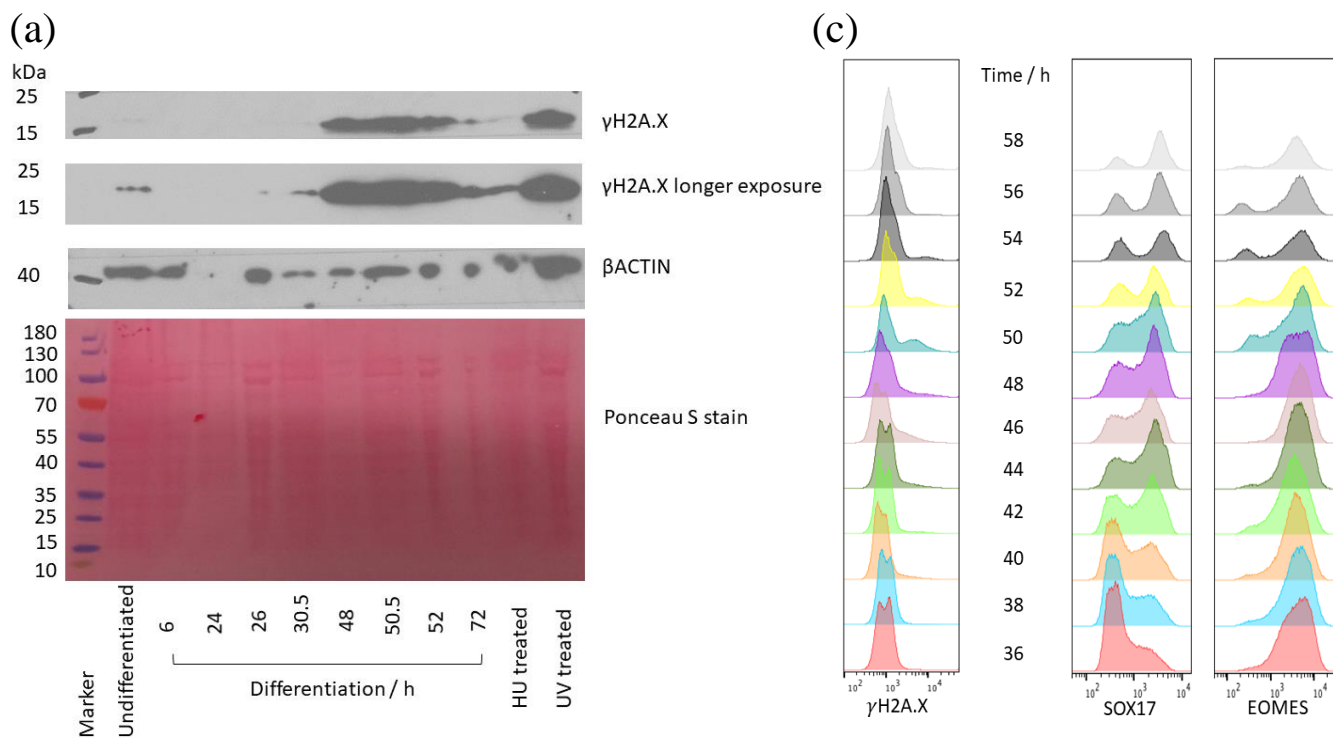 (a)
kDa
25
15
γH2A.X
25
15
γH2A.X longer exposure
40
βACTIN
180
130
100
70
55
40
35
25
15
10
Ponceau S stain
Marker
Undifferentiated
6
24
26
30.5
48
50.5
52
72
HU treated
UV treated
Differentiation / h
(c)
Time / h
58
56
54
52
50
48
46
44
42
40
38
36
10² 10³ 10⁴
γH2A.X
10² 10³ 10⁴
SOX17
10² 10³ 10⁴
EOMES